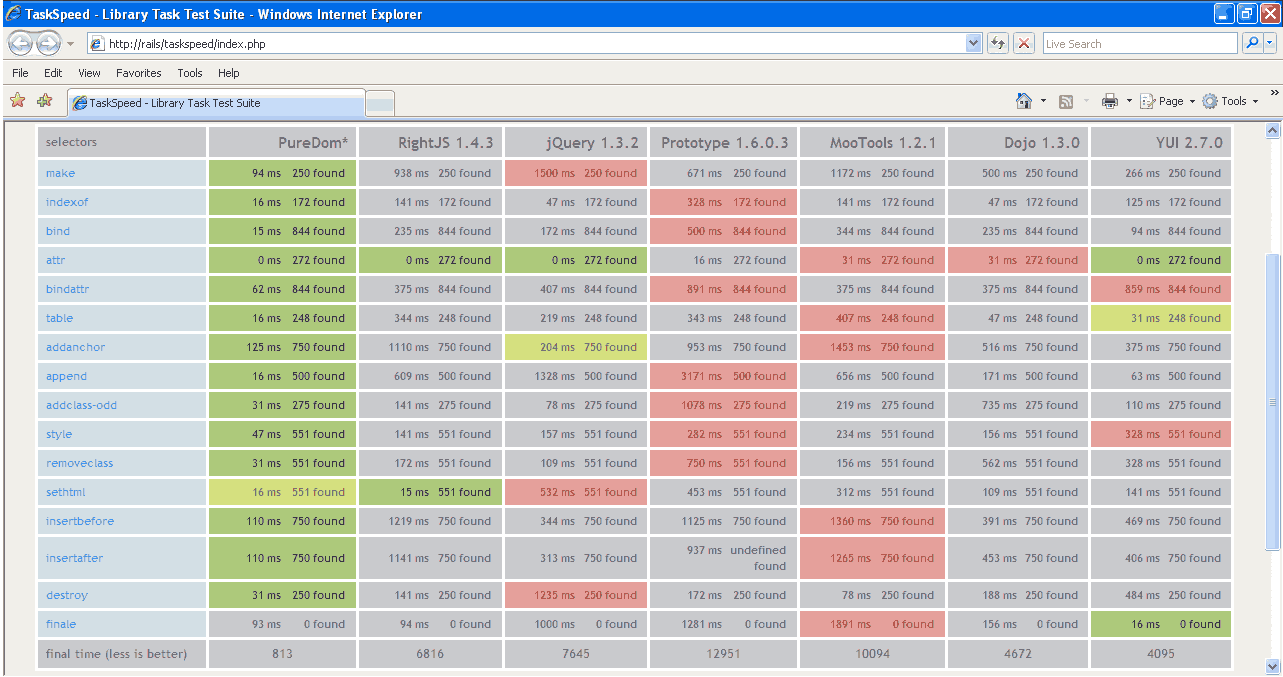 TaskSpeed - Library Task Test Suite - Windows Internet Explorer
http://rails/taskspeed/index.php
Live Search
File Edit View Favorites Tools Help
TaskSpeed - Library Task Test Suite
Page Tools
selectors PureDom* RightJS 1.4.3 jQuery 1.3.2 Prototype 1.6.0.3 MooTools 1.2.1 Dojo 1.3.0 YUI 2.7.0
make 94 ms 250 found 938 ms 250 found 1500 ms 250 found 671 ms 250 found 1172 ms 250 found 500 ms 250 found 266 ms 250 found
indexof 16 ms 172 found 141 ms 172 found 47 ms 172 found 328 ms 172 found 141 ms 172 found 47 ms 172 found 125 ms 172 found
bind 15 ms 844 found 235 ms 844 found 172 ms 844 found 500 ms 844 found 344 ms 844 found 235 ms 844 found 94 ms 844 found
attr 0 ms 272 found 0 ms 272 found 0 ms 272 found 16 ms 272 found 31 ms 272 found 31 ms 272 found 0 ms 272 found
bindattr 62 ms 844 found 375 ms 844 found 407 ms 844 found 891 ms 844 found 375 ms 844 found 375 ms 844 found 859 ms 844 found
table 16 ms 248 found 344 ms 248 found 219 ms 248 found 343 ms 248 found 407 ms 248 found 47 ms 248 found 31 ms 248 found
addanchor 125 ms 750 found 1110 ms 750 found 204 ms 750 found 953 ms 750 found 1453 ms 750 found 516 ms 750 found 375 ms 750 found
append 16 ms 500 found 609 ms 500 found 1328 ms 500 found 3171 ms 500 found 656 ms 500 found 171 ms 500 found 63 ms 500 found
addclass-odd 31 ms 275 found 141 ms 275 found 78 ms 275 found 1078 ms 275 found 219 ms 275 found 735 ms 275 found 110 ms 275 found
style 47 ms 551 found 141 ms 551 found 157 ms 551 found 282 ms 551 found 234 ms 551 found 156 ms 551 found 328 ms 551 found
removeclass 31 ms 551 found 172 ms 551 found 109 ms 551 found 750 ms 551 found 156 ms 551 found 562 ms 551 found 328 ms 551 found
sethtml 16 ms 551 found 15 ms 551 found 532 ms 551 found 453 ms 551 found 312 ms 551 found 109 ms 551 found 141 ms 551 found
insertbefore 110 ms 750 found 1219 ms 750 found 344 ms 750 found 1125 ms 750 found 1360 ms 750 found 391 ms 750 found 469 ms 750 found
insertafter 110 ms 750 found 1141 ms 750 found 313 ms 750 found 937 ms undefined found 1265 ms 750 found 453 ms 750 found 406 ms 750 found
destroy 31 ms 250 found 141 ms 250 found 1235 ms 250 found 172 ms 250 found 78 ms 250 found 188 ms 250 found 484 ms 250 found
finale 93 ms 0 found 94 ms 0 found 1000 ms 0 found 1281 ms 0 found 1891 ms 0 found 156 ms 0 found 16 ms 0 found
final time (less is better) 813 6816 7645 12951 10094 4672 4095